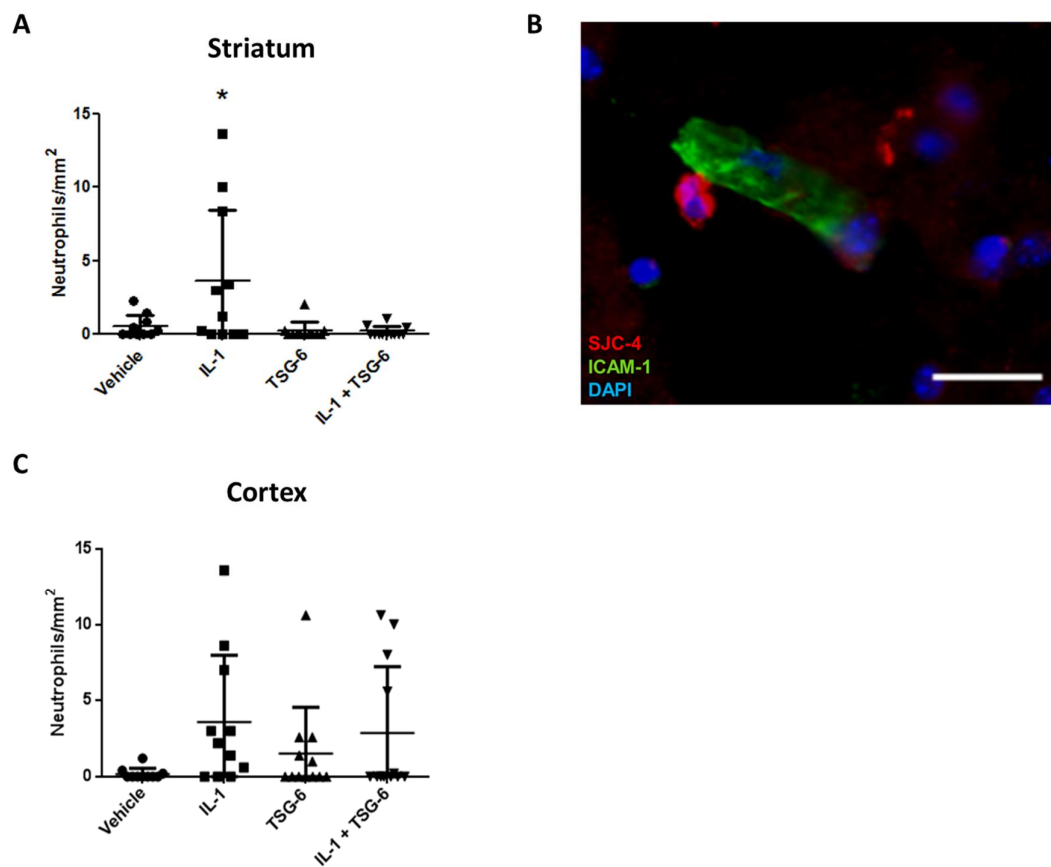 A
Striatum
*
15
10
5
0
Neutrophils/mm²
Vehicle
IL-1
TSG-6
IL-1 + TSG-6
B
SJC-4
ICAM-1
DAPI
C
Cortex
15
10
5
0
Neutrophils/mm²
Vehicle
IL-1
TSG-6
IL-1 + TSG-6